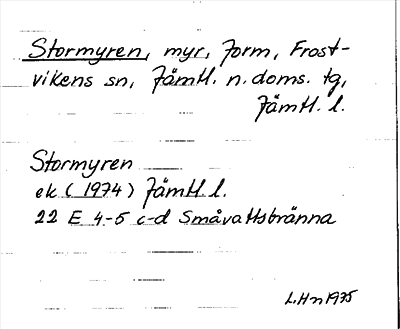 Stormyren, myr, form, Frost-
vikens sn, Jämtl. n. doms. tg,
Jämtl. l.
Stormyren
ek (1974) Jämtl l.
22 E 4-5 c-d Småvattsbränna
L.Hn 1975